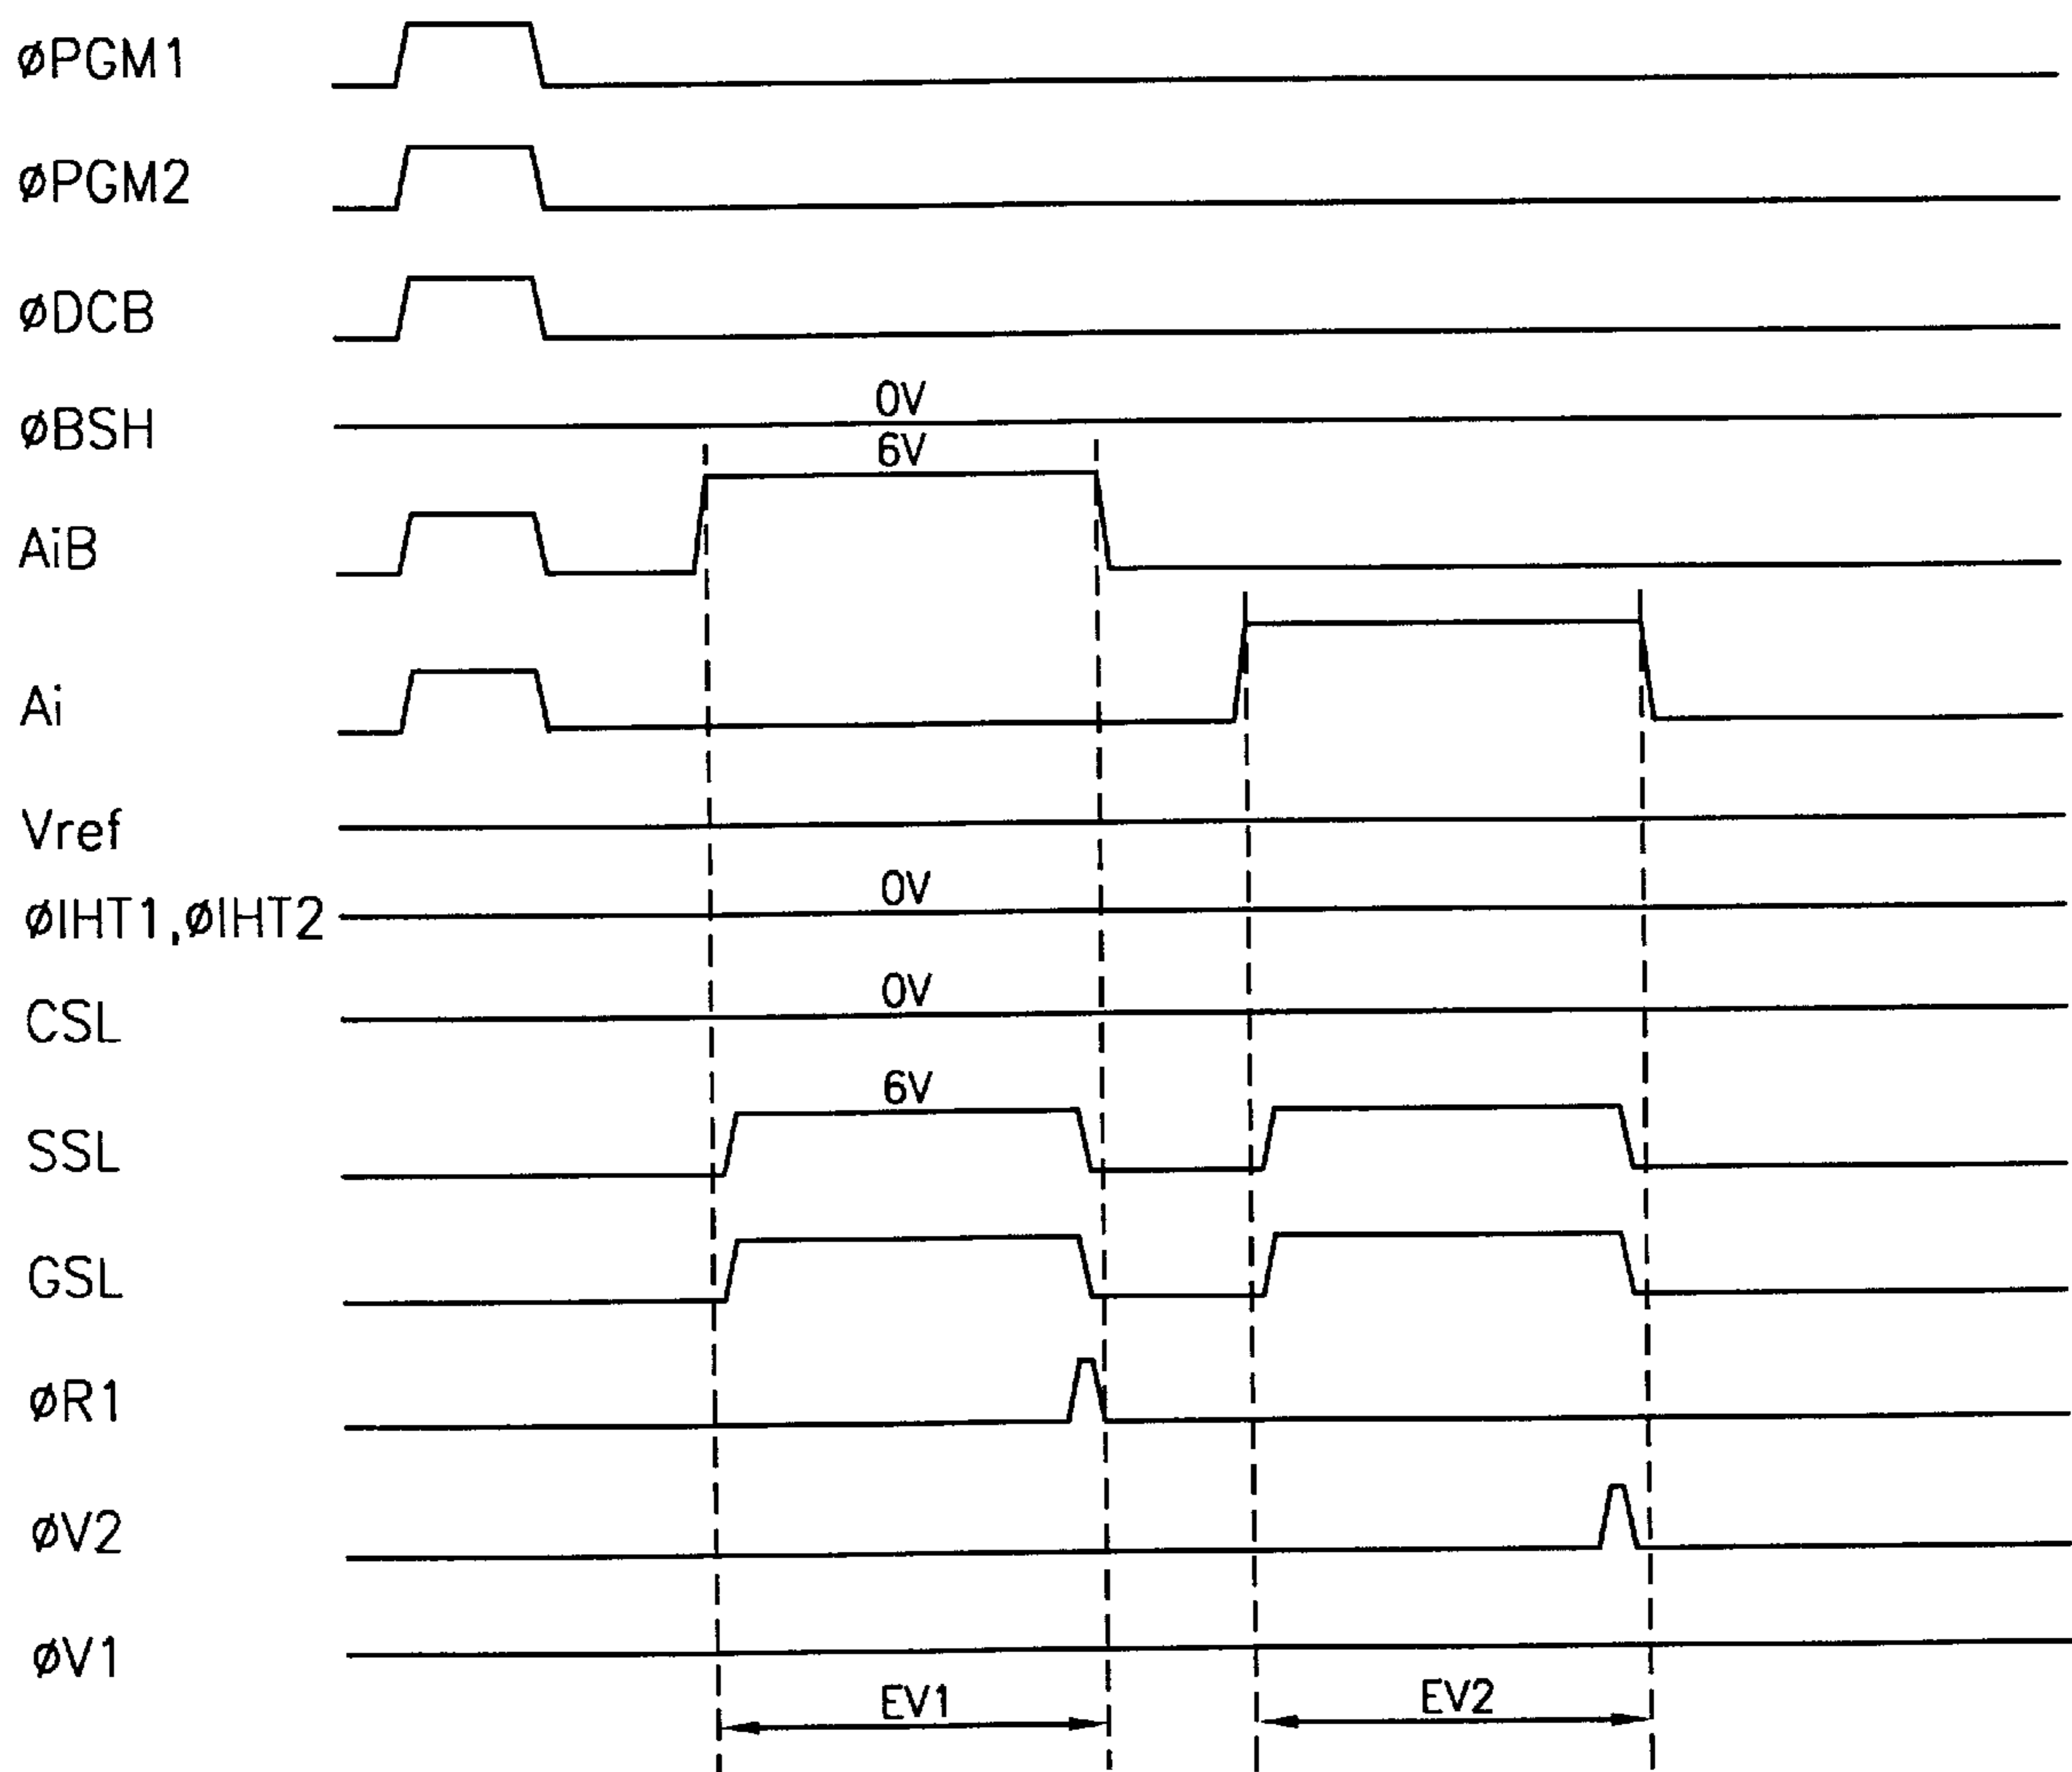 øPGM1
øPGM2
øDCB
øBSH
0V
6V
AiB
Ai
Vref
øIHT1,øIHT2
0V
CSL
0V
SSL
6V
GSL
øR1
øV2
øV1
EV1
EV2